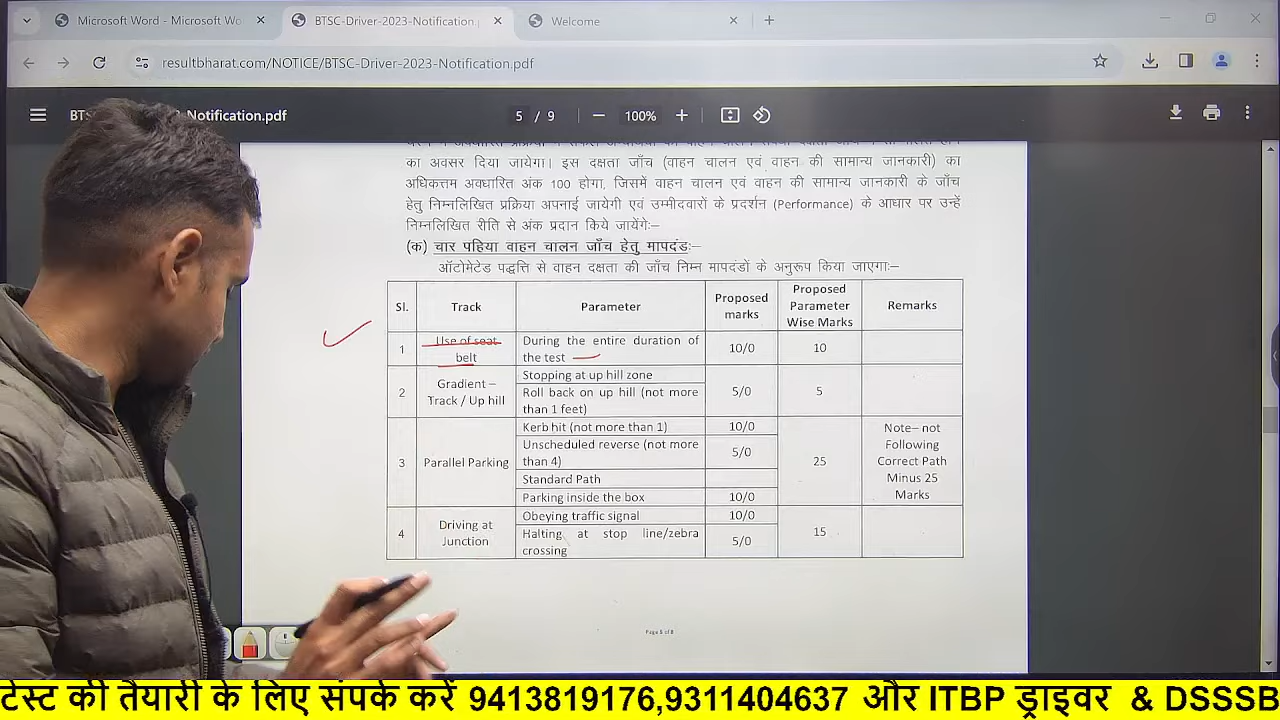 Microsoft Word - Microsoft Wo
BTSC-Driver-2023-Notification.
Welcome
resultbharat.com/NOTICE/BTSC-Driver-2023-Notification.pdf
BTS Notification.pdf
5 / 9
100%
का अवसर दिया जायेगा। इस दक्षता जाँच (वाहन चालन एवं वाहन की सामान्य जानकारी) का
अधिकत्तम अवधारित अंक 100 होगा, जिसमें वाहन चालन एवं वाहन की सामान्य जानकारी के जाँच
हेतु निम्नलिखित प्रक्रिया अपनाई जायेगी एवं उम्मीदवारों के प्रदर्शन (Performance) के आधार पर उन्हें
निम्नलिखित रीति से अंक प्रदान किये जायेंगेः–
(क) चार पहिया वाहन चालन जाँच हेतु मापदंडः–
ऑटोमेटेड पद्धत्ति से वाहन दक्षता की जाँच निम्न मापदंडों के अनुरूप किया जाएगाः–
Sl. Track Parameter Proposed marks Proposed Parameter Wise Marks Remarks
1 Use of seat belt During the entire duration of the test 10/0 10
2 Gradient – Track / Up hill Stopping at up hill zone 5/0 5
Roll back on up hill (not more than 1 feet)
3 Parallel Parking Kerb hit (not more than 1) 10/0 25 Note– not Following Correct Path Minus 25 Marks
Unscheduled reverse (not more than 4) 5/0
Standard Path
Parking inside the box 10/0
4 Driving at Junction Obeying traffic signal 10/0 15
Halting at stop line/zebra crossing 5/0
Page 5 of 8
टेस्ट की तैयारी के लिए संपर्क करें 9413819176,9311404637 और ITBP ड्राइवर & DSSSB